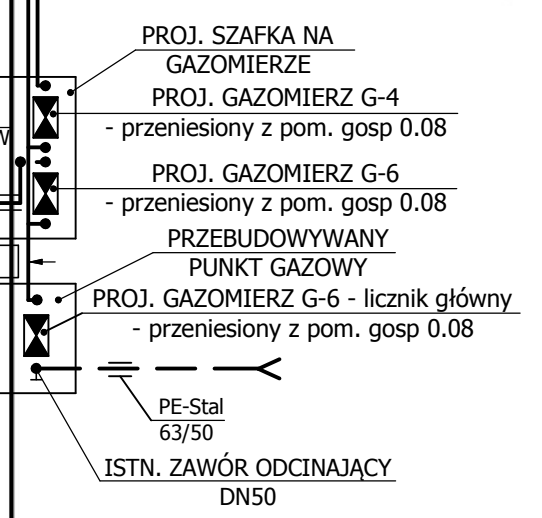 PROJ. SZAFKA NA
GAZOMIERZE
PROJ. GAZOMIERZ G-4
- przeniesiony z pom. gosp 0.08
PROJ. GAZOMIERZ G-6
- przeniesiony z pom. gosp 0.08
PRZEBUDOWYWANY
PUNKT GAZOWY
PROJ. GAZOMIERZ G-6 - licznik główny
- przeniesiony z pom. gosp 0.08
PE-Stal
63/50
ISTN. ZAWÓR ODCINAJĄCY
DN50